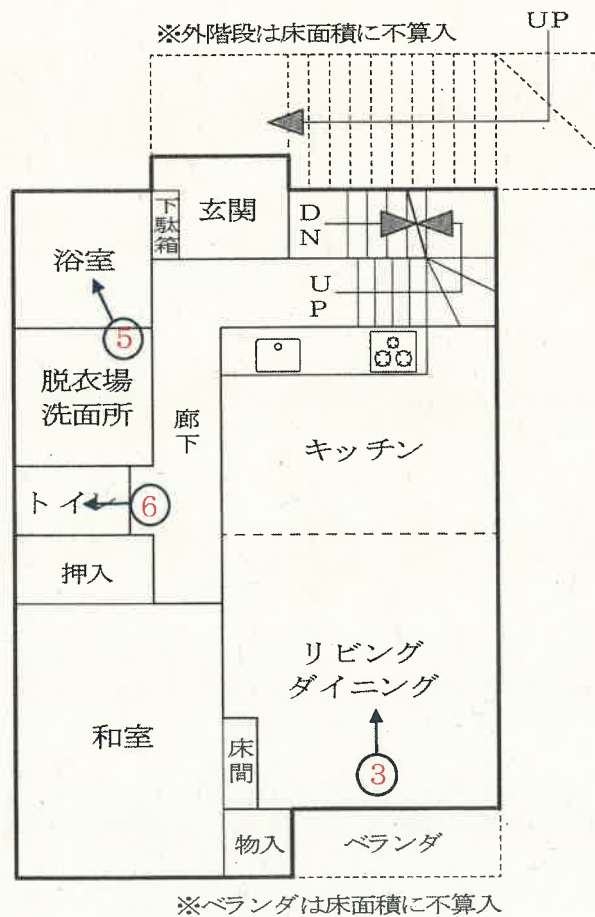 UP
※外階段は床面積に不算入
下駄箱
玄関
DN
浴室
UP
⑤
脱衣場
洗面所
廊下
キッチン
トイレ
⑥
押入
リビング
ダイニング
和室
床間
③
物入
ベランダ
※ベランダは床面積に不算入